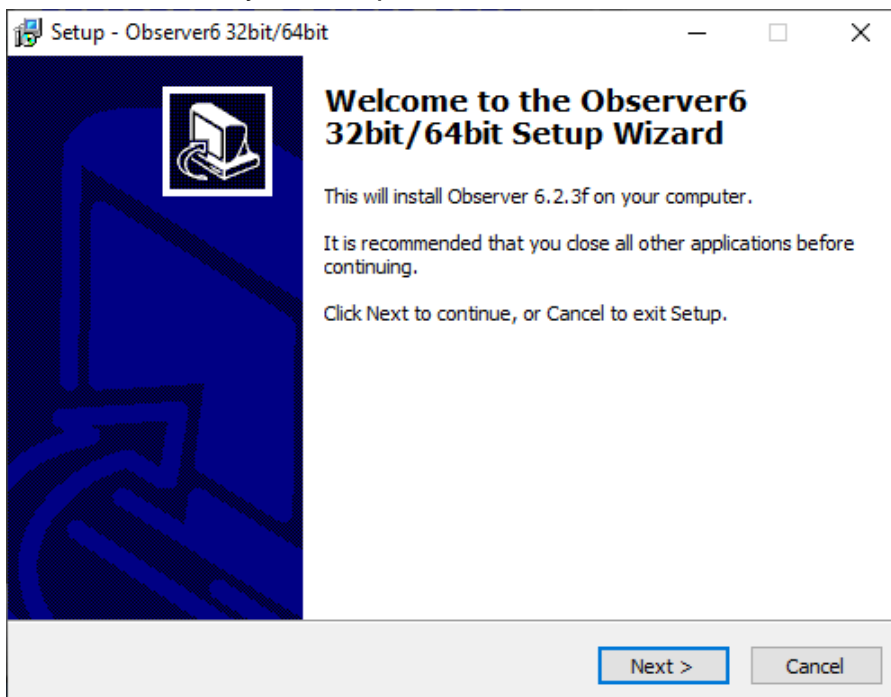 Setup - Observer6 32bit/64bit
Welcome to the Observer6
32bit/64bit Setup Wizard
This will install Observer 6.2.3f on your computer.
It is recommended that you close all other applications before
continuing.
Click Next to continue, or Cancel to exit Setup.
Next >
Cancel